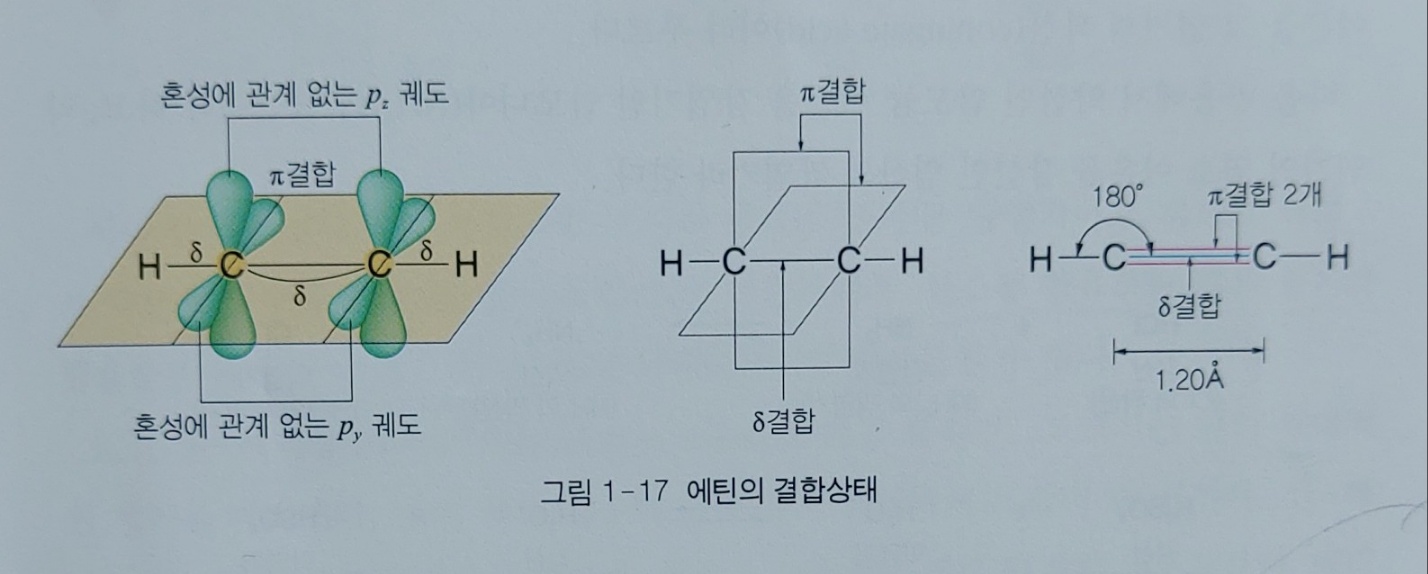 혼성에 관계 없는 pz 궤도
π결합
H δ C δ C δ H
혼성에 관계 없는 py 궤도
π결합
H C C H
δ결합
180° π결합 2개
H C C H
δ결합
1.20Å
그림 1-17 에틴의 결합상태